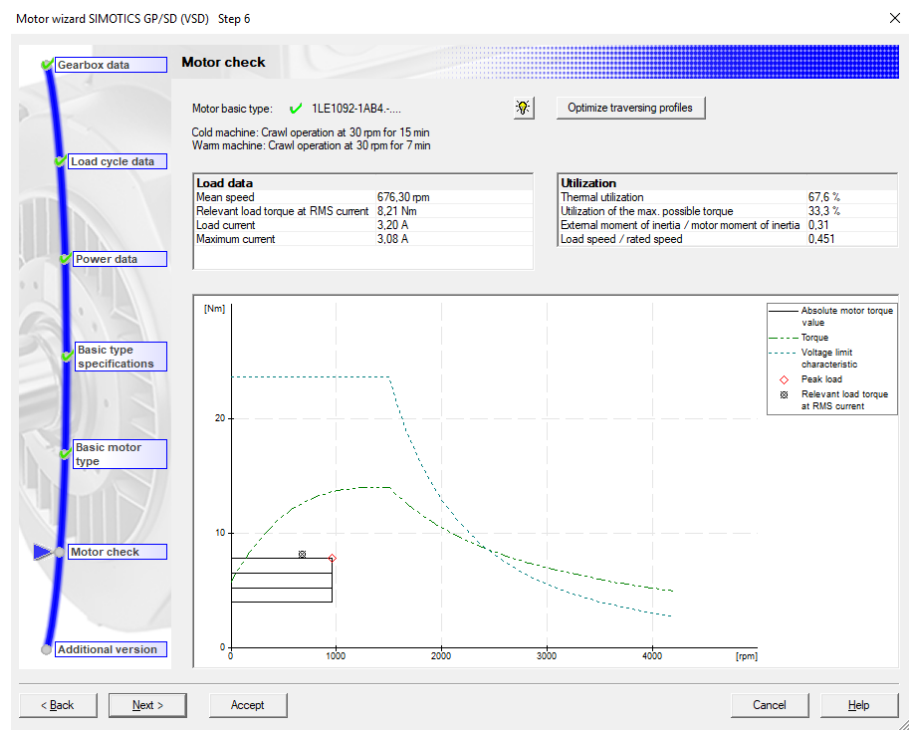 Motor wizard SIMOTICS GP/SD (VSD) Step 6
Gearbox data
Load cycle data
Power data
Basic type
specifications
Basic motor
type
Motor check
Additional version
Motor check
Motor basic type: 1LE1092-1AB4.-....
Optimize traversing profiles
Cold machine: Crawl operation at 30 rpm for 15 min
Warm machine: Crawl operation at 30 rpm for 7 min
Load data
Mean speed 676,30 rpm
Relevant load torque at RMS current 8,21 Nm
Load current 3,20 A
Maximum current 3,08 A
Utilization
Thermal utilization 67,6 %
Utilization of the max. possible torque 33,3 %
External moment of inertia / motor moment of inertia 0,31
Load speed / rated speed 0,451
[Nm]
20
10
0
0 1000 2000 3000 4000 [rpm]
Absolute motor torque
value
Torque
Voltage limit
characteristic
Peak load
Relevant load torque
at RMS current
< Back
Next >
Accept
Cancel
Help